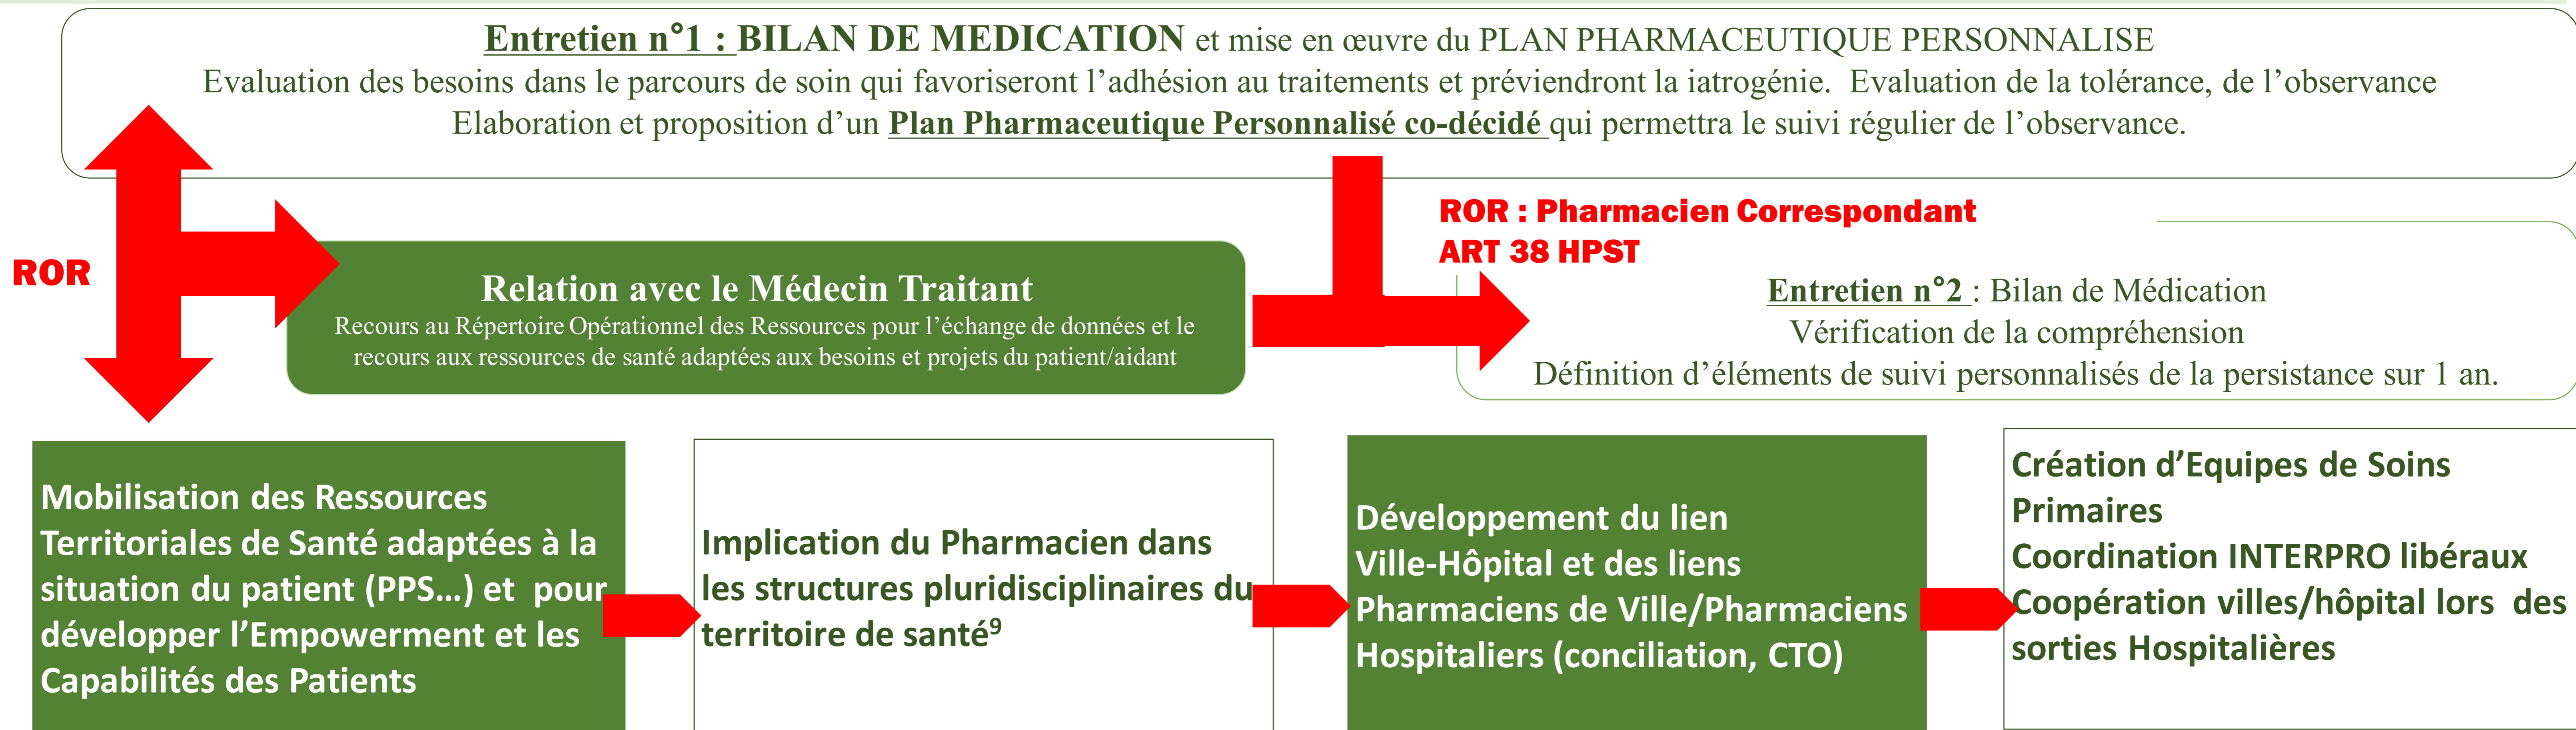 Entretien n°1 : BILAN DE MEDICATION et mise en œuvre du PLAN PHARMACEUTIQUE PERSONNALISE
Evaluation des besoins dans le parcours de soin qui favoriseront l’adhésion au traitements et préviendront la iatrogénie. Evaluation de la tolérance, de l’observance
Elaboration et proposition d’un Plan Pharmaceutique Personnalisé co-décidé qui permettra le suivi régulier de l’observance.
ROR
Relation avec le Médecin Traitant
Recours au Répertoire Opérationnel des Ressources pour l’échange de données et le
recours aux ressources de santé adaptées aux besoins et projets du patient/aidant
ROR : Pharmacien Correspondant
ART 38 HPST
Entretien n°2 : Bilan de Médication
Vérification de la compréhension
Définition d’éléments de suivi personnalisés de la persistance sur 1 an.
Mobilisation des Ressources
Territoriales de Santé adaptées à la
situation du patient (PPS…) et pour
développer l’Empowerment et les
Capabilités des Patients
Implication du Pharmacien dans
les structures pluridisciplinaires du
territoire de santé⁹
Développement du lien
Ville-Hôpital et des liens
Pharmaciens de Ville/Pharmaciens
Hospitaliers (conciliation, CTO)
Création d’Equipes de Soins
Primaires
Coordination INTERPRO libéraux
Coopération villes/hôpital lors des
sorties Hospitalières